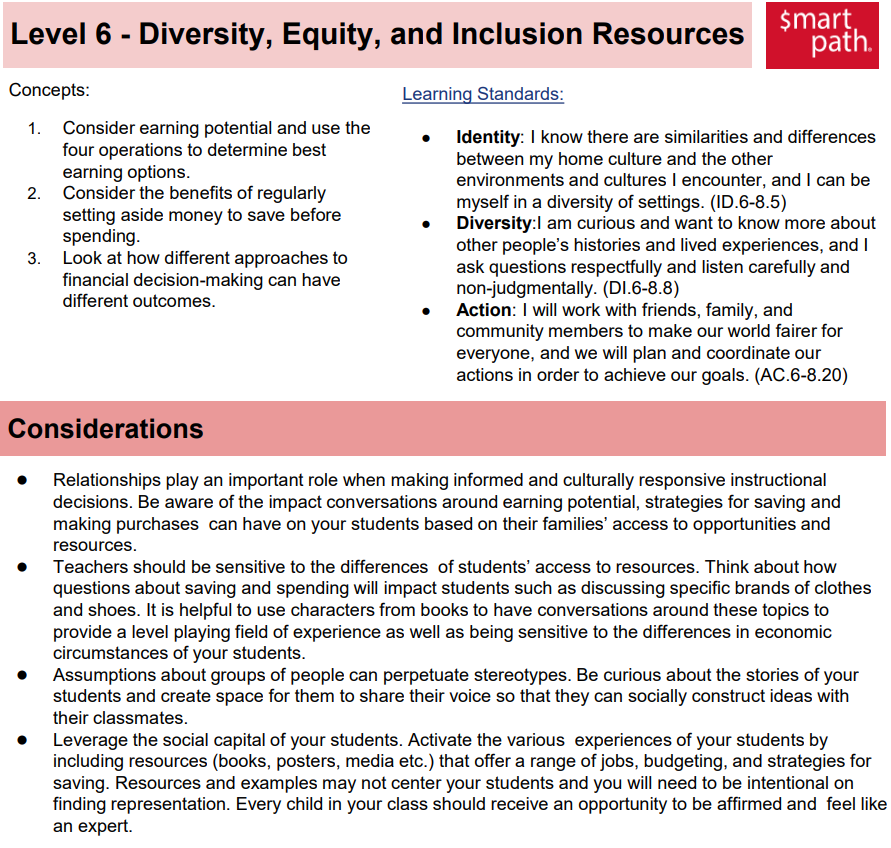 Level 6 - Diversity, Equity, and Inclusion Resources
$mart
path.
Concepts:
1. Consider earning potential and use the
four operations to determine best
earning options.
2. Consider the benefits of regularly
setting aside money to save before
spending.
3. Look at how different approaches to
financial decision-making can have
different outcomes.
Learning Standards:
● Identity: I know there are similarities and differences
between my home culture and the other
environments and cultures I encounter, and I can be
myself in a diversity of settings. (ID.6-8.5)
● Diversity:I am curious and want to know more about
other people’s histories and lived experiences, and I
ask questions respectfully and listen carefully and
non-judgmentally. (DI.6-8.8)
● Action: I will work with friends, family, and
community members to make our world fairer for
everyone, and we will plan and coordinate our
actions in order to achieve our goals. (AC.6-8.20)
Considerations
● Relationships play an important role when making informed and culturally responsive instructional
decisions. Be aware of the impact conversations around earning potential, strategies for saving and
making purchases can have on your students based on their families’ access to opportunities and
resources.
● Teachers should be sensitive to the differences of students’ access to resources. Think about how
questions about saving and spending will impact students such as discussing specific brands of clothes
and shoes. It is helpful to use characters from books to have conversations around these topics to
provide a level playing field of experience as well as being sensitive to the differences in economic
circumstances of your students.
● Assumptions about groups of people can perpetuate stereotypes. Be curious about the stories of your
students and create space for them to share their voice so that they can socially construct ideas with
their classmates.
● Leverage the social capital of your students. Activate the various experiences of your students by
including resources (books, posters, media etc.) that offer a range of jobs, budgeting, and strategies for
saving. Resources and examples may not center your students and you will need to be intentional on
finding representation. Every child in your class should receive an opportunity to be affirmed and feel like
an expert.